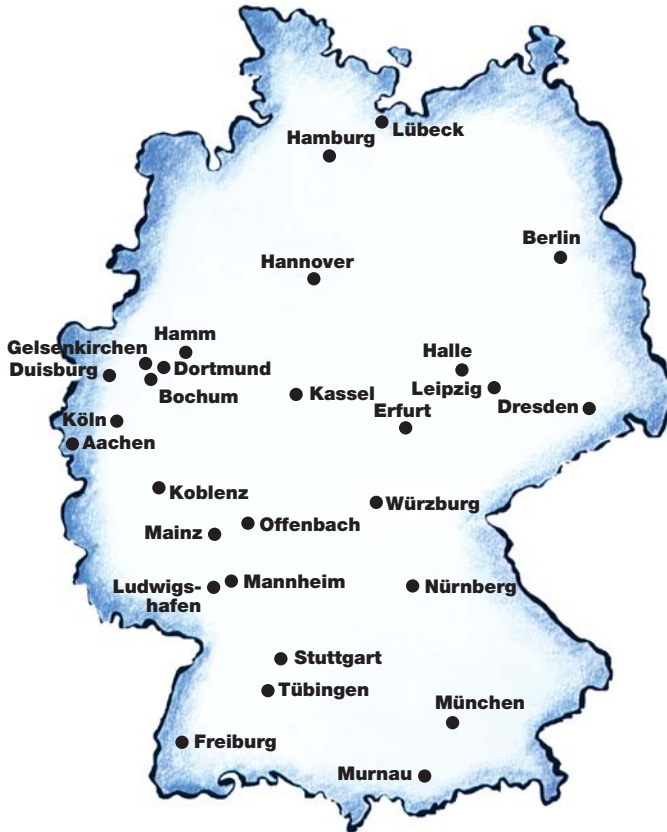 Lübeck
Hamburg
Berlin
Hannover
Hamm
Gelsenkirchen
Dortmund
Duisburg
Bochum
Halle
Leipzig
Kassel
Dresden
Erfurt
Köln
Aachen
Koblenz
Würzburg
Offenbach
Mainz
Mannheim
Ludwigs-
hafen
Nürnberg
Stuttgart
Tübingen
München
Freiburg
Murnau